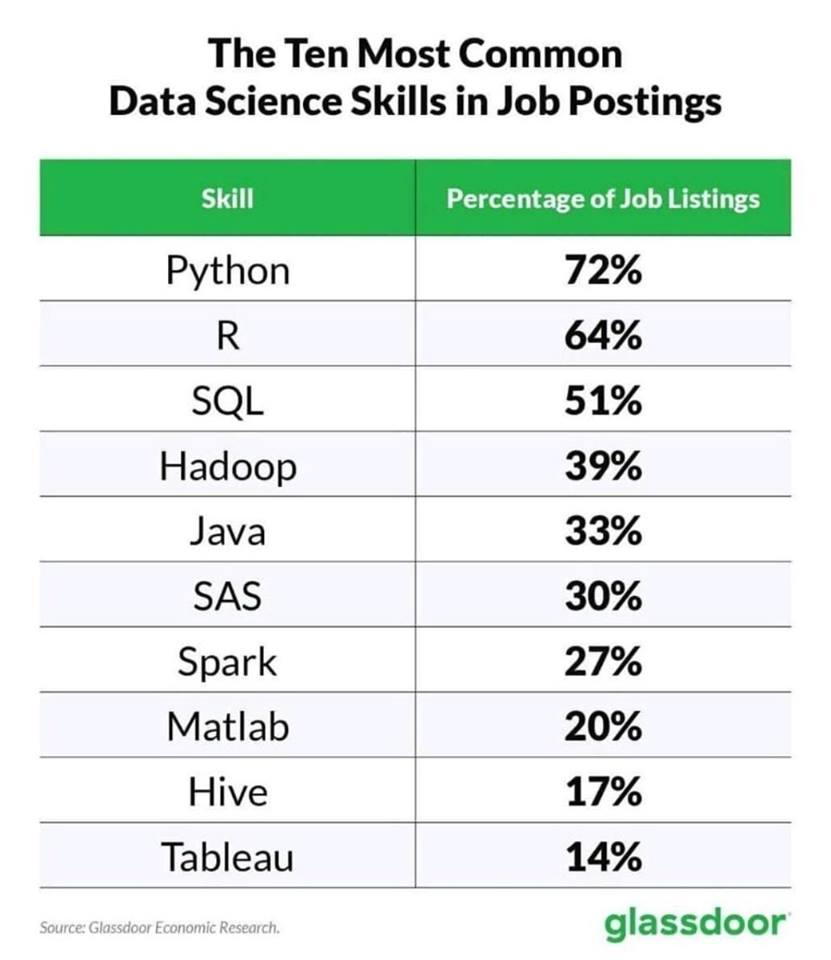 The Ten Most Common
Data Science Skills in Job Postings
Skill Percentage of Job Listings
Python 72%
R 64%
SQL 51%
Hadoop 39%
Java 33%
SAS 30%
Spark 27%
Matlab 20%
Hive 17%
Tableau 14%
Source: Glassdoor Economic Research.
glassdoor